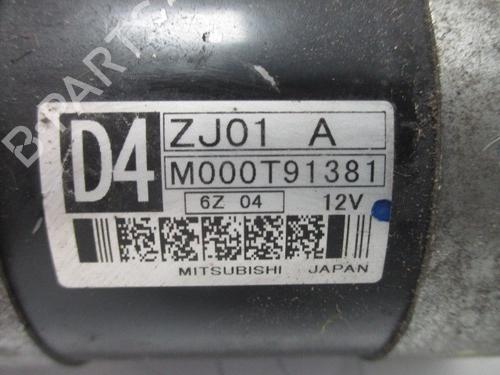 B-PARTS
D4
ZJ01 A
M000T91381
6Z 04
12V
MITSUBISHI JAPAN